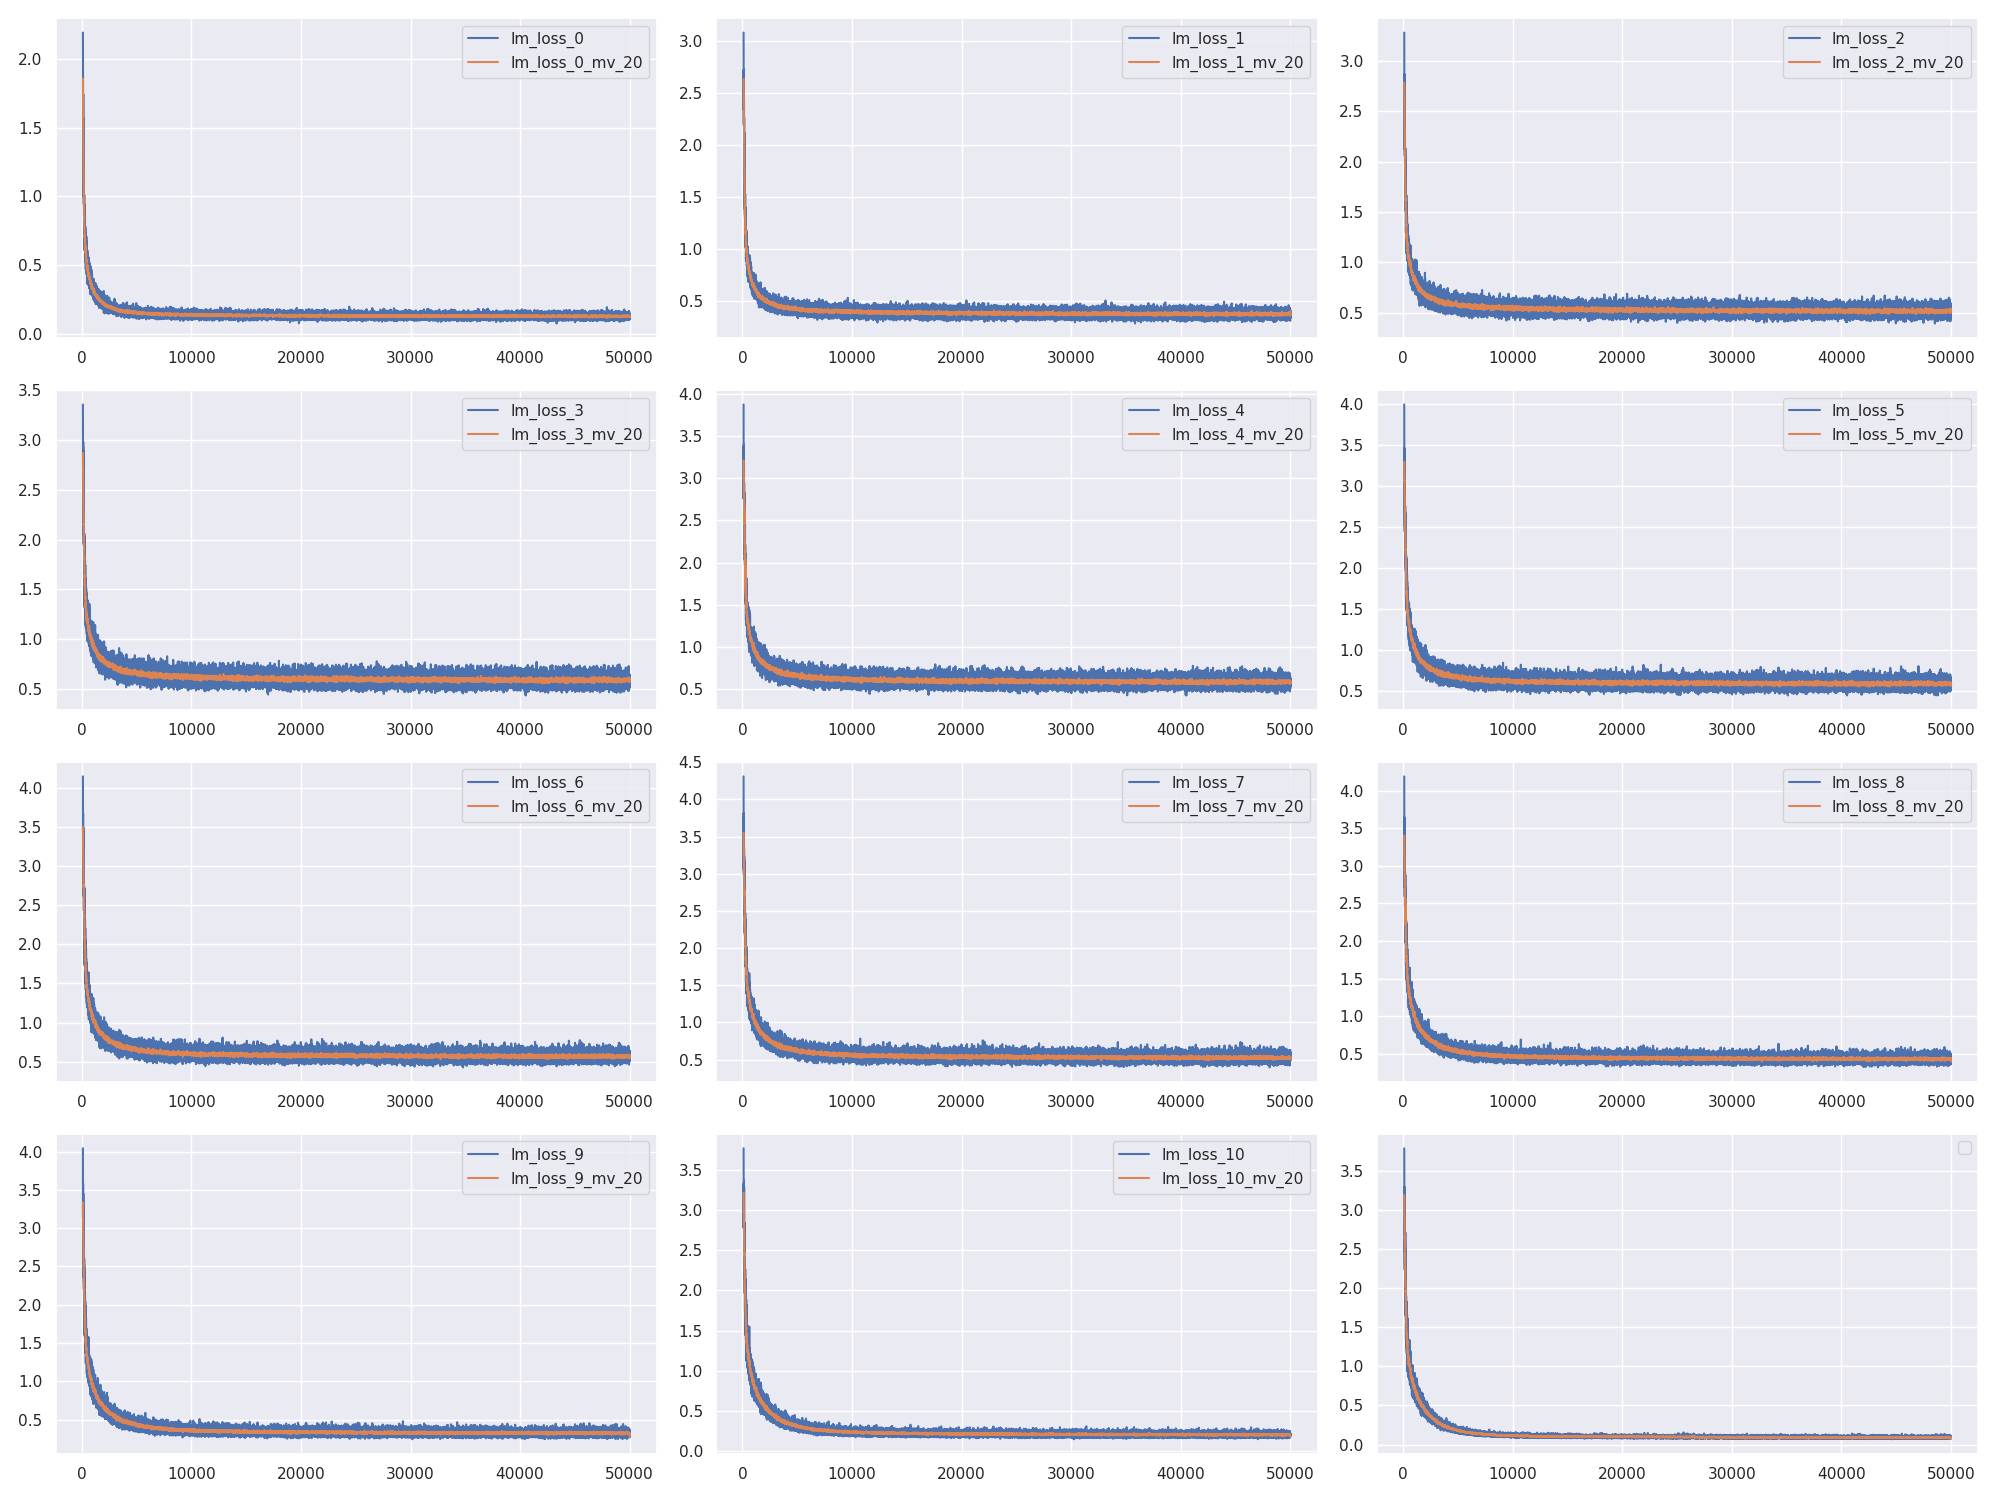 lm_loss_0
lm_loss_0_mv_20
2.0
1.5
1.0
0.5
0.0
0 10000 20000 30000 40000 50000
lm_loss_1
lm_loss_1_mv_20
3.0
2.5
2.0
1.5
1.0
0.5
0 10000 20000 30000 40000 50000
lm_loss_2
lm_loss_2_mv_20
3.0
2.5
2.0
1.5
1.0
0.5
0 10000 20000 30000 40000 50000
lm_loss_3
lm_loss_3_mv_20
3.5
3.0
2.5
2.0
1.5
1.0
0.5
0 10000 20000 30000 40000 50000
lm_loss_4
lm_loss_4_mv_20
4.0
3.5
3.0
2.5
2.0
1.5
1.0
0.5
0 10000 20000 30000 40000 50000
lm_loss_5
lm_loss_5_mv_20
4.0
3.5
3.0
2.5
2.0
1.5
1.0
0.5
0 10000 20000 30000 40000 50000
lm_loss_6
lm_loss_6_mv_20
4.0
3.5
3.0
2.5
2.0
1.5
1.0
0.5
0 10000 20000 30000 40000 50000
lm_loss_7
lm_loss_7_mv_20
4.5
4.0
3.5
3.0
2.5
2.0
1.5
1.0
0.5
0 10000 20000 30000 40000 50000
lm_loss_8
lm_loss_8_mv_20
4.0
3.5
3.0
2.5
2.0
1.5
1.0
0.5
0 10000 20000 30000 40000 50000
lm_loss_9
lm_loss_9_mv_20
4.0
3.5
3.0
2.5
2.0
1.5
1.0
0.5
0 10000 20000 30000 40000 50000
lm_loss_10
lm_loss_10_mv_20
3.5
3.0
2.5
2.0
1.5
1.0
0.5
0.0
0 10000 20000 30000 40000 50000
3.5
3.0
2.5
2.0
1.5
1.0
0.5
0.0
0 10000 20000 30000 40000 50000